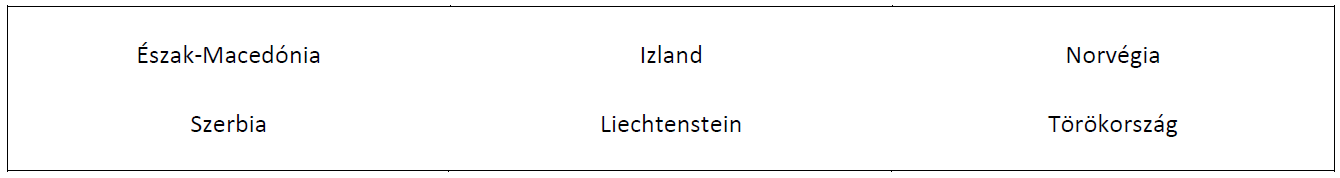 Észak-Macedónia Izland Norvégia
Szerbia Liechtenstein Törökország